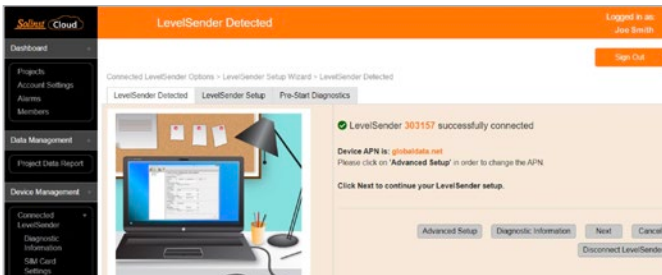 Solinst Cloud
LevelSender Detected
Logged in as:
Joe Smith
Sign Out
Dashboard
Projects
Account Settings
Alarms
Members
Data Management
Project Data Report
Device Management
Connected
LevelSender
Diagnostic
Information
SIM Card
Settings
Connected LevelSender Options > LevelSender Setup Wizard > LevelSender Detected
LevelSender Detected
LevelSender Setup
Pre-Start Diagnostics
LevelSender 303157 successfully connected
Device APN is: globaldata.net
Please click on 'Advanced Setup' in order to change the APN.
Click Next to continue your LevelSender setup.
Advanced Setup
Diagnostic Information
Next
Cancel
Disconnect LevelSender